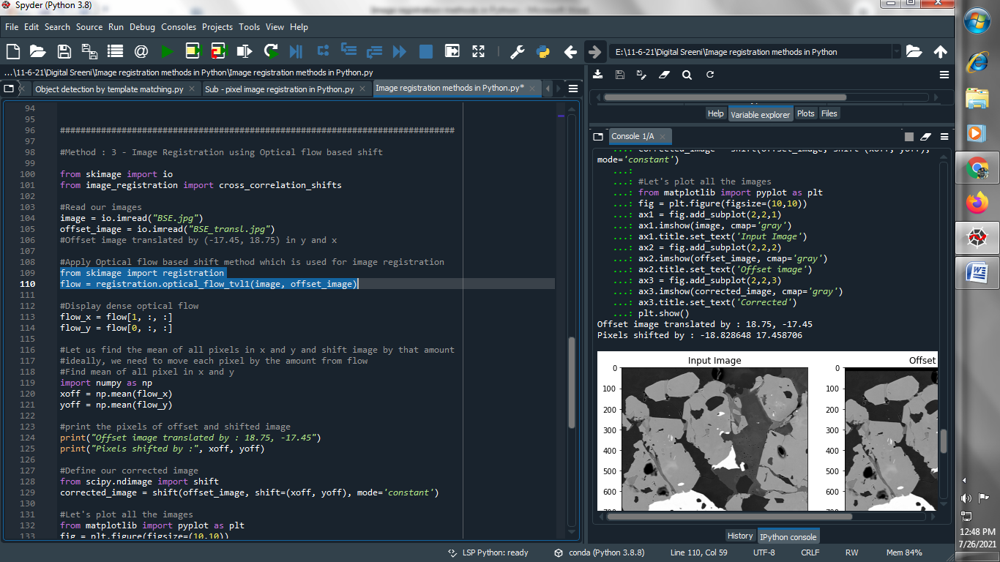 Spyder (Python 3.8)
File Edit Search Source Run Debug Consoles Projects Tools View Help
E:\11-6-21\Digital Sreeni\Image registration methods in Python
...\11-6-21\Digital Sreeni\Image registration methods in Python\Image registration methods in Python.py
Object detection by template matching.py
Sub - pixel image registration in Python.py
Image registration methods in Python.py*
94
95
96 #############################################################################
97
98 #Method : 3 - Image Registration using Optical flow based shift
99
100 from skimage import io
101 from image_registration import cross_correlation_shifts
102
103 #Read our images
104 image = io.imread("BSE.jpg")
105 offset_image = io.imread("BSE_transl.jpg")
106 #Offset image translated by (-17.45, 18.75) in y and x
107
108 #Apply Optical flow based shift method which is used for image registration
109 from skimage import registration
110 flow = registration.optical_flow_tvl1(image, offset_image)
111
112 #Display dense optical flow
113 flow_x = flow[1, :, :]
114 flow_y = flow[0, :, :]
115
116 #Let us find the mean of all pixels in x and y and shift image by that amount
117 #ideally, we need to move each pixel by the amount from flow
118 #Find mean of all pixel in x and y
119 import numpy as np
120 xoff = np.mean(flow_x)
121 yoff = np.mean(flow_y)
122
123 #print the pixels of offset and shifted image
124 print("Offset image translated by : 18.75, -17.45")
125 print("Pixels shifted by :", xoff, yoff)
126
127 #Define our corrected image
128 from scipy.ndimage import shift
129 corrected_image = shift(offset_image, shift=(xoff, yoff), mode='constant')
130
131 #Let's plot all the images
132 from matplotlib import pyplot as plt
133 fig = plt.figure(figsize=(10,10))
Help Variable explorer Plots Files
Console 1/A
...: corrected_image = shift(offset_image, shift=(xoff, yoff),
mode='constant')
...:
...: #Let's plot all the images
...: from matplotlib import pyplot as plt
...: fig = plt.figure(figsize=(10,10))
...: ax1 = fig.add_subplot(2,2,1)
...: ax1.imshow(image, cmap='gray')
...: ax1.title.set_text('Input Image')
...: ax2 = fig.add_subplot(2,2,2)
...: ax2.imshow(offset_image, cmap='gray')
...: ax2.title.set_text('Offset image')
...: ax3 = fig.add_subplot(2,2,3)
...: ax3.imshow(corrected_image, cmap='gray')
...: ax3.title.set_text('Corrected')
...: plt.show()
Offset image translated by : 18.75, -17.45
Pixels shifted by : -18.828648 17.458706
Input Image Offset
0 0
100 100
200 200
300 300
400 400
500 500
600 600
700 700
History IPython console
LSP Python: ready conda (Python 3.8.8) Line 110, Col 59 UTF-8 CRLF RW Mem 84%
12:48 PM
7/26/2021